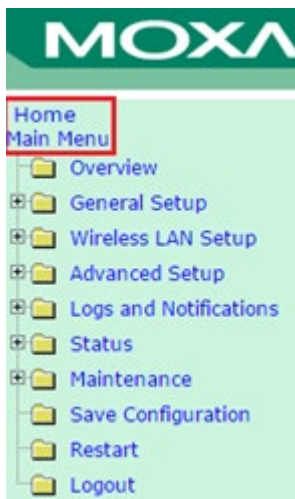 MOXA
Home
Main Menu
Overview
General Setup
Wireless LAN Setup
Advanced Setup
Logs and Notifications
Status
Maintenance
Save Configuration
Restart
Logout